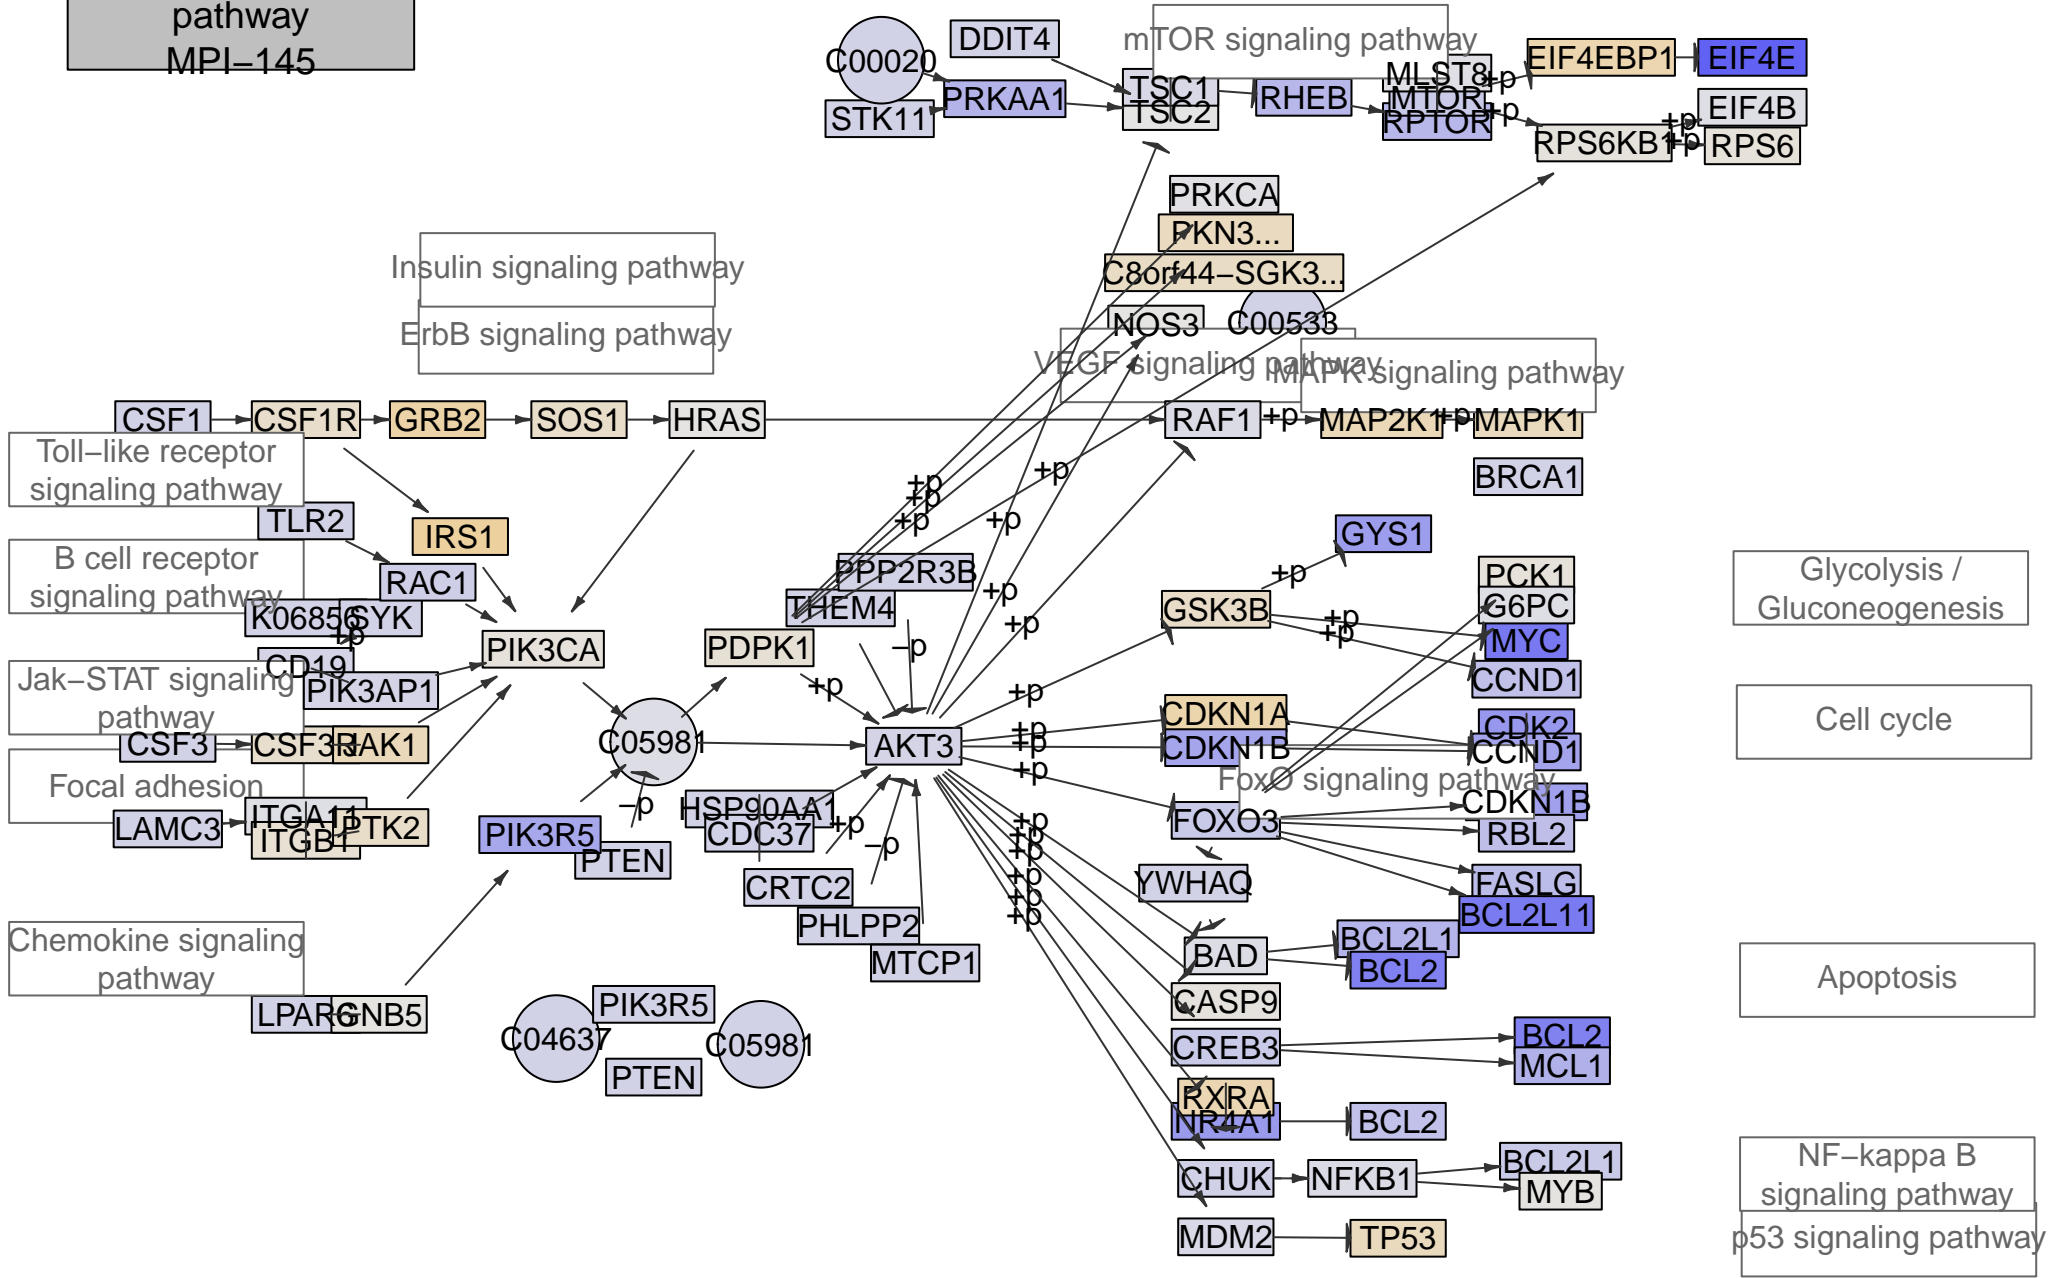 pathway
MPI−145
C00020
DDIT4
mTOR signaling pathway
STK11
PRKAA1
TSC1
TSC2
RHEB
MLST8
MTOR
RPTOR
+p
+p
EIF4EBP1
EIF4E
EIF4B
RPS6KB1
+p
+p
RPS6
PRKCA
PKN3...
C8orf44−SGK3...
NOS3
C00533
Insulin signaling pathway
ErbB signaling pathway
VEGF signaling pathway
MAPK signaling pathway
CSF1
CSF1R
GRB2
SOS1
HRAS
RAF1
+p
MAP2K1
+p
MAPK1
BRCA1
Toll−like receptor
signaling pathway
TLR2
IRS1
B cell receptor
signaling pathway
RAC1
K06856
SYK
+p
CD19
PIK3AP1
PIK3CA
PDPK1
THEM4
PPP2R3B
+p
+p
+p
+p
+p
+p
+p
−p
+p
GYS1
+p
GSK3B
+p
+p
PCK1
G6PC
MYC
CCND1
Glycolysis /
Gluconeogenesis
Jak−STAT signaling
pathway
CSF3
CSF3R
JAK1
C05981
AKT3
+p
+p
+p
+p
CDKN1A
CDKN1B
CDK2
CCND1
Cell cycle
FoxO signaling pathway
Focal adhesion
LAMC3
ITGA11
ITGB1
PTK2
PIK3R5
−p
PTEN
HSP90AA1
CDC37
+p
−p
CRTC2
PHLPP2
MTCP1
+p
+p
+p
+p
+p
+p
FOXO3
CDKN1B
RBL2
YWHAQ
FASLG
BCL2L11
BAD
BCL2L1
BCL2
Apoptosis
Chemokine signaling
pathway
LPAR6
GNB5
C04637
PIK3R5
PTEN
C05981
CASP9
CREB3
BCL2
MCL1
RXRA
NR4A1
BCL2
CHUK
NFKB1
BCL2L1
MYB
NF−kappa B
signaling pathway
MDM2
TP53
p53 signaling pathway